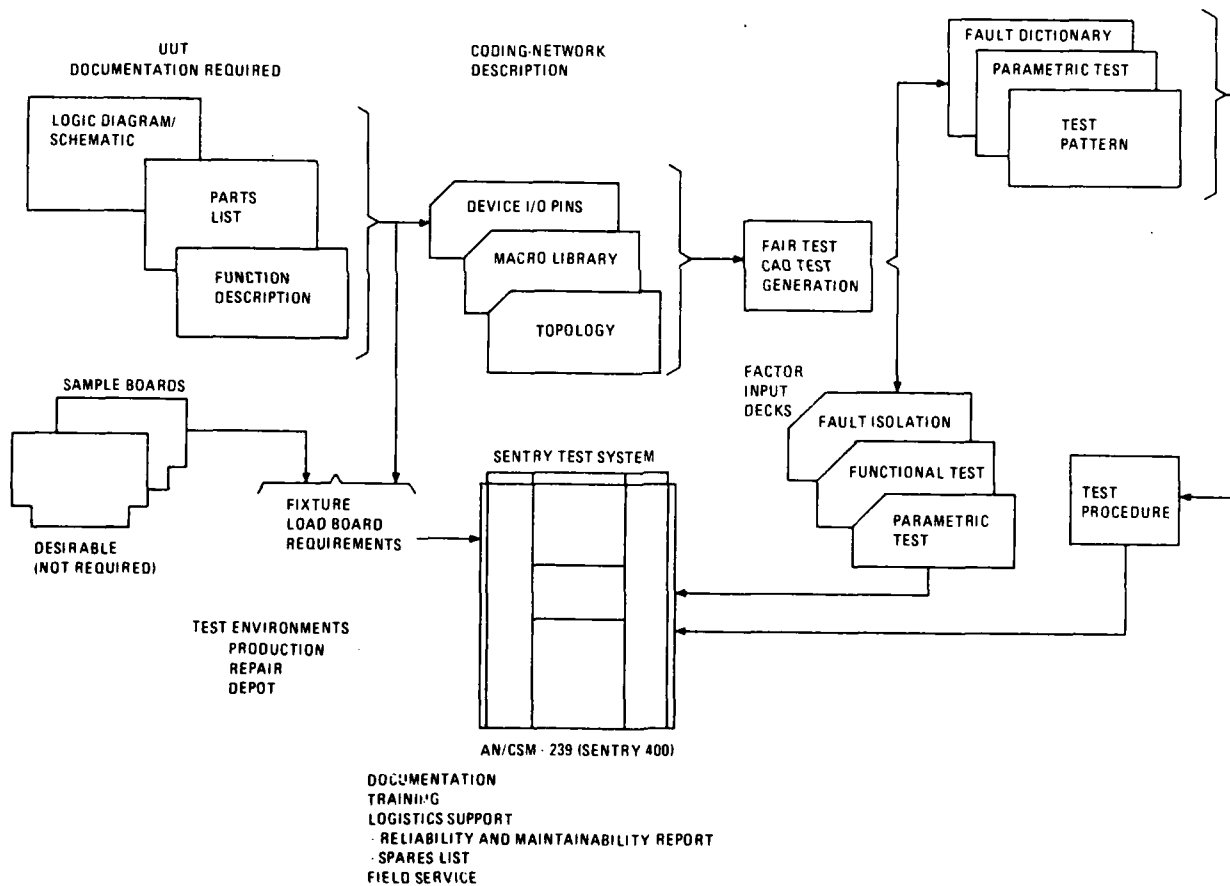 UUT
DOCUMENTATION REQUIRED
LOGIC DIAGRAM/
SCHEMATIC
PARTS
LIST
FUNCTION
DESCRIPTION
CODING-NETWORK
DESCRIPTION
DEVICE I/O PINS
MACRO LIBRARY
TOPOLOGY
FAIR TEST
CAD TEST
GENERATION
FAULT DICTIONARY
PARAMETRIC TEST
TEST
PATTERN
SAMPLE BOARDS
DESIRABLE
(NOT REQUIRED)
FIXTURE
LOAD BOARD
REQUIREMENTS
SENTRY TEST SYSTEM
FACTOR
INPUT
DECKS
FAULT ISOLATION
FUNCTIONAL TEST
PARAMETRIC
TEST
TEST
PROCEDURE
TEST ENVIRONMENTS
PRODUCTION
REPAIR
DEPOT
AN/CSM - 239 (SENTRY 400)
DOCUMENTATION
TRAINING
LOGISTICS SUPPORT
- RELIABILITY AND MAINTAINABILITY REPORT
- SPARES LIST
FIELD SERVICE